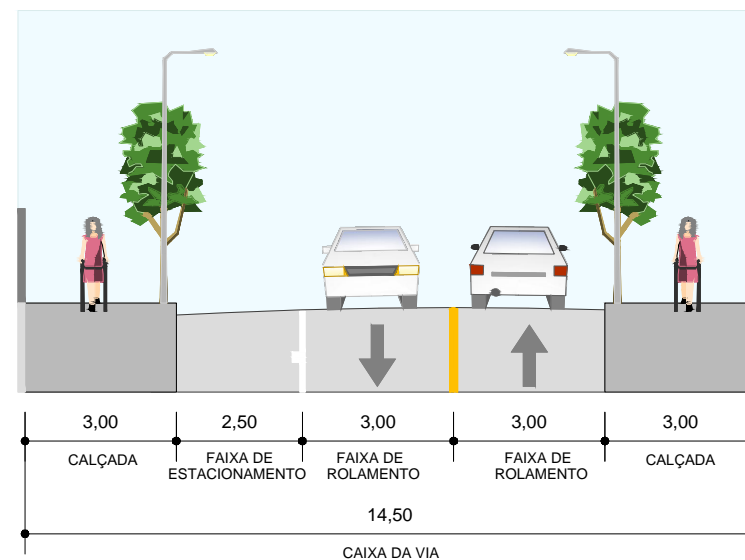 3,00
2,50
3,00
3,00
3,00
CALÇADA
FAIXA DE
ESTACIONAMENTO
FAIXA DE
ROLAMENTO
FAIXA DE
ROLAMENTO
CALÇADA
14,50
CAIXA DA VIA